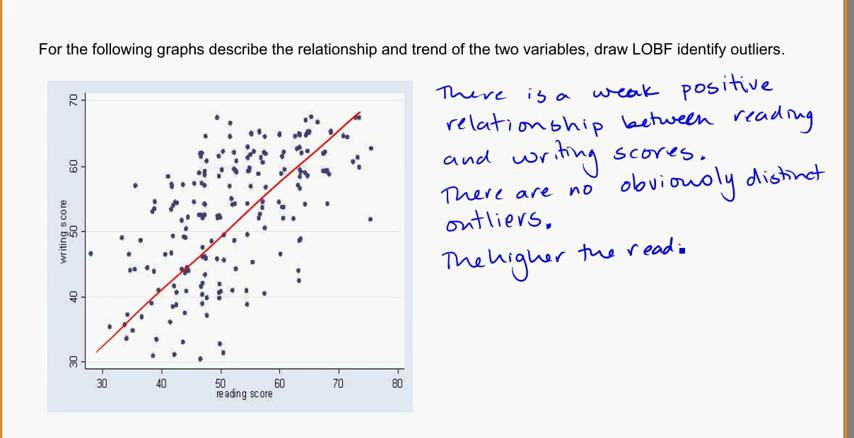 For the following graphs describe the relationship and trend of the two variables, draw LOBF identify outliers.
There is a weak positive
relationship between reading
and writing scores.
There are no obviously distinct
outliers.
The higher the readi
70
60
50
40
30
writing score
30 40 50 60 70 80
reading score